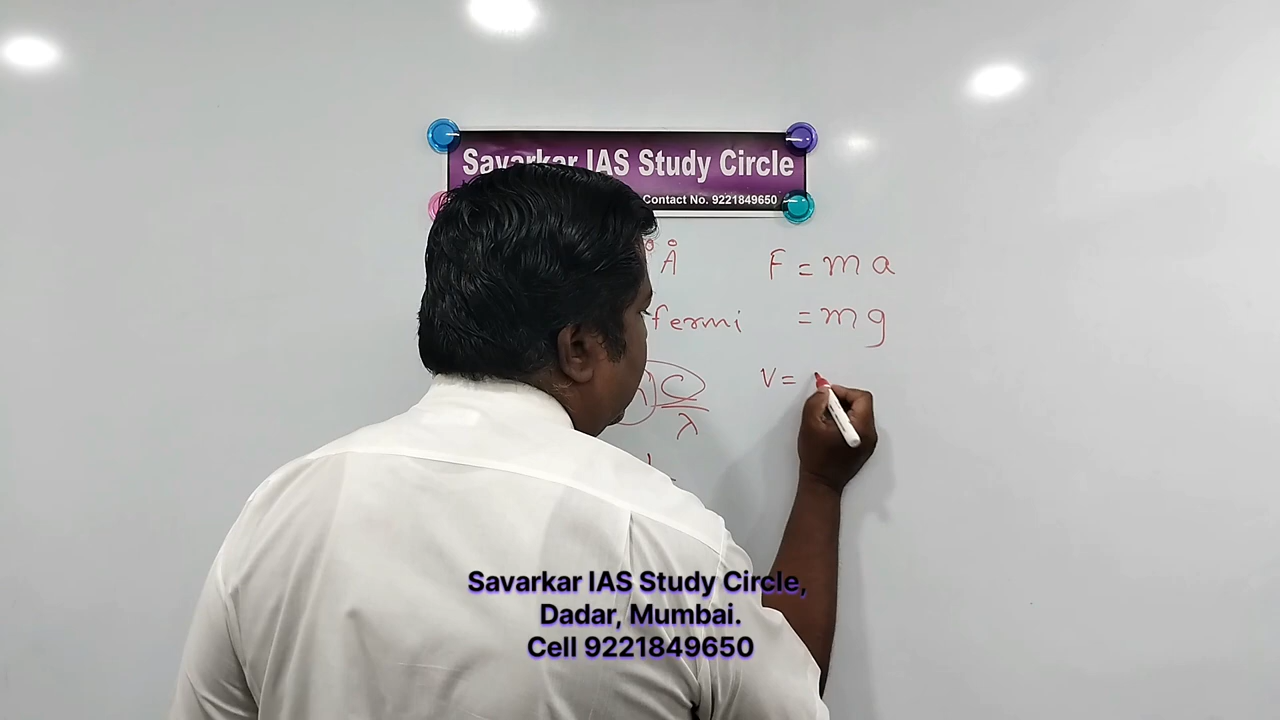 Savarkar IAS Study Circle
Contact No. 9221849650
Å
F = ma
fermi
= mg
C
λ
V =
Savarkar IAS Study Circle,
Dadar, Mumbai.
Cell 9221849650